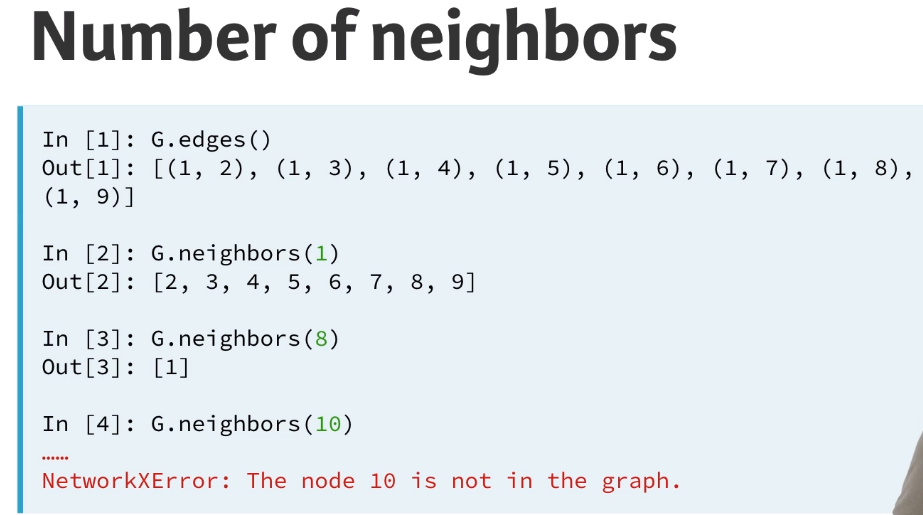 Number of neighbors
In [1]: G.edges()
Out[1]: [(1, 2), (1, 3), (1, 4), (1, 5), (1, 6), (1, 7), (1, 8),
(1, 9)]
In [2]: G.neighbors(1)
Out[2]: [2, 3, 4, 5, 6, 7, 8, 9]
In [3]: G.neighbors(8)
Out[3]: [1]
In [4]: G.neighbors(10)
……
NetworkXError: The node 10 is not in the graph.